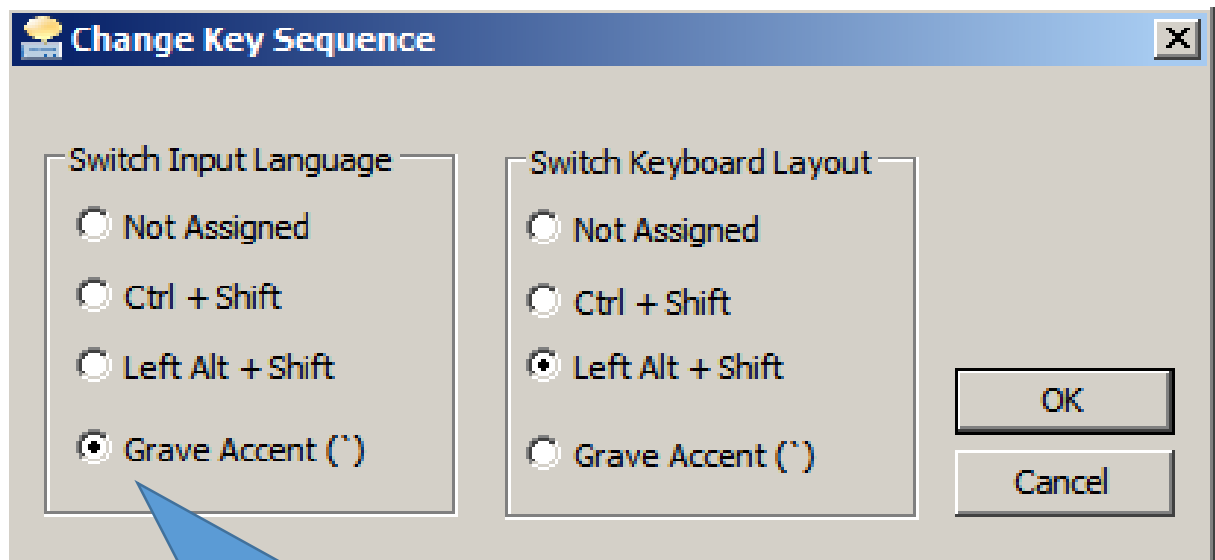 Change Key Sequence
Switch Input Language
Not Assigned
Ctrl + Shift
Left Alt + Shift
Grave Accent (`)
Switch Keyboard Layout
Not Assigned
Ctrl + Shift
Left Alt + Shift
Grave Accent (`)
OK
Cancel